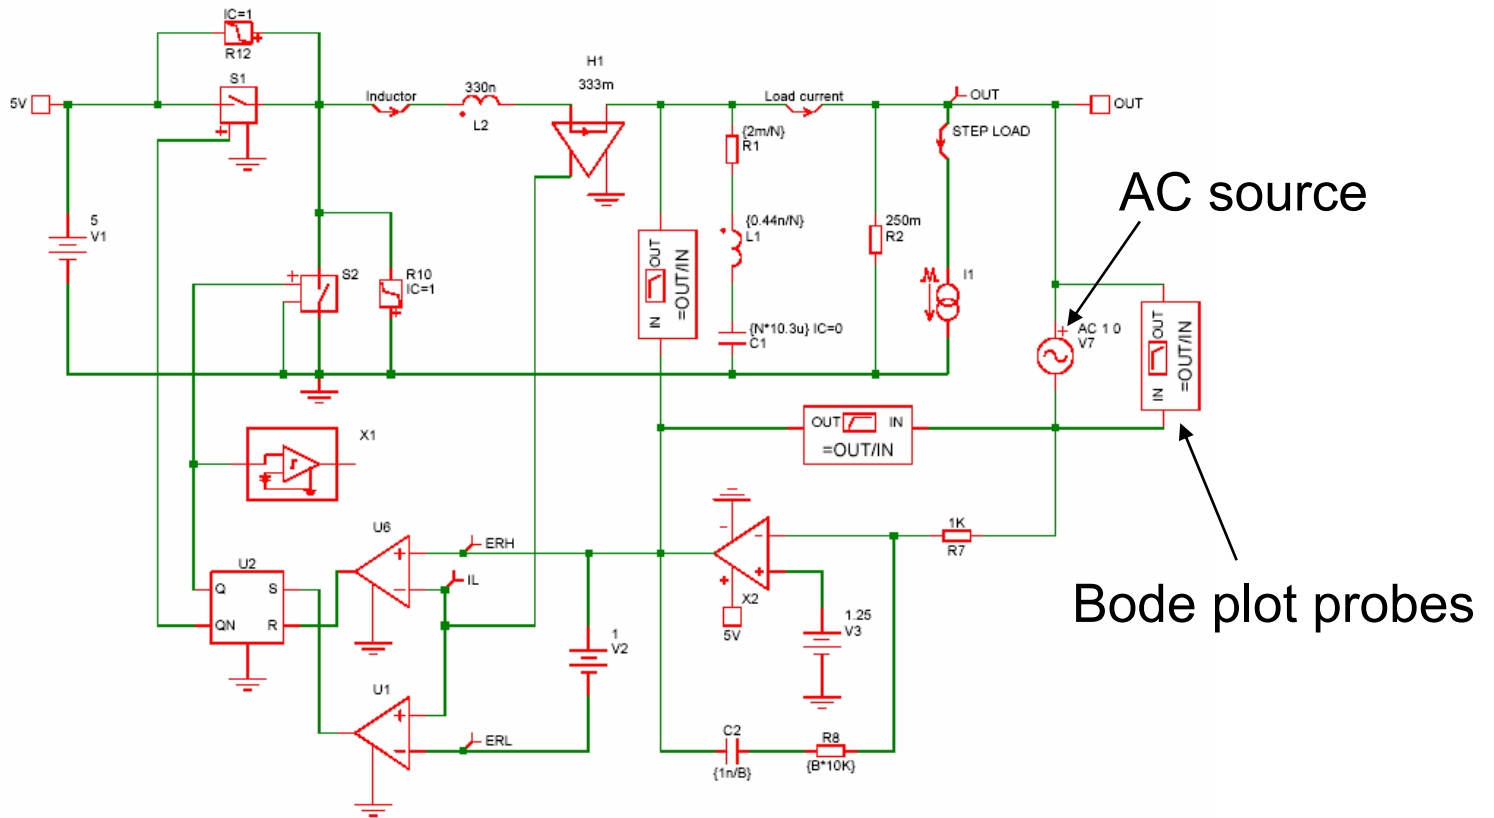 IC=1
R12
H1
333m
S1
5V
Inductor
330n
L2
Load current
OUT
OUT
STEP LOAD
{2m/N}
R1
AC source
5
V1
{0.44n/N}
L1
250m
R2
OUT
=OUT/IN
IN
S2
R10
IC=1
I1
{N*10.3u} IC=0
C1
AC 1 0
V7
OUT
=OUT/IN
IN
X1
OUT
IN
=OUT/IN
Bode plot probes
U6
ERH
1K
R7
IL
U2
Q
S
QN
R
X2
5V
1.25
V3
1
V2
U1
ERL
C2
{1n/B}
R8
{B*10K}